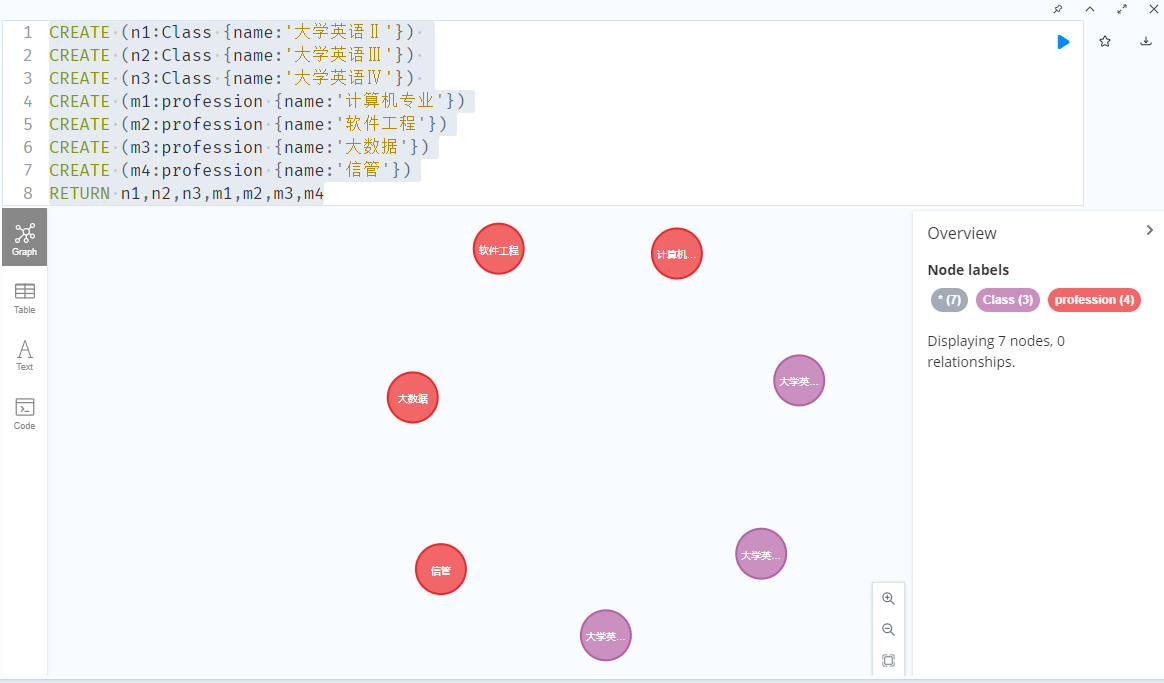 1 CREATE (n1:Class {name:'大学英语Ⅱ'})
2 CREATE (n2:Class {name:'大学英语Ⅲ'})
3 CREATE (n3:Class {name:'大学英语Ⅳ'})
4 CREATE (m1:profession {name:'计算机专业'})
5 CREATE (m2:profession {name:'软件工程'})
6 CREATE (m3:profession {name:'大数据'})
7 CREATE (m4:profession {name:'信管'})
8 RETURN n1,n2,n3,m1,m2,m3,m4
Graph
Table
Text
Code
软件工程
计算机...
大学英...
大数据
大学英...
信管
大学英...
Overview
Node labels
* (7) Class (3) profession (4)
Displaying 7 nodes, 0
relationships.